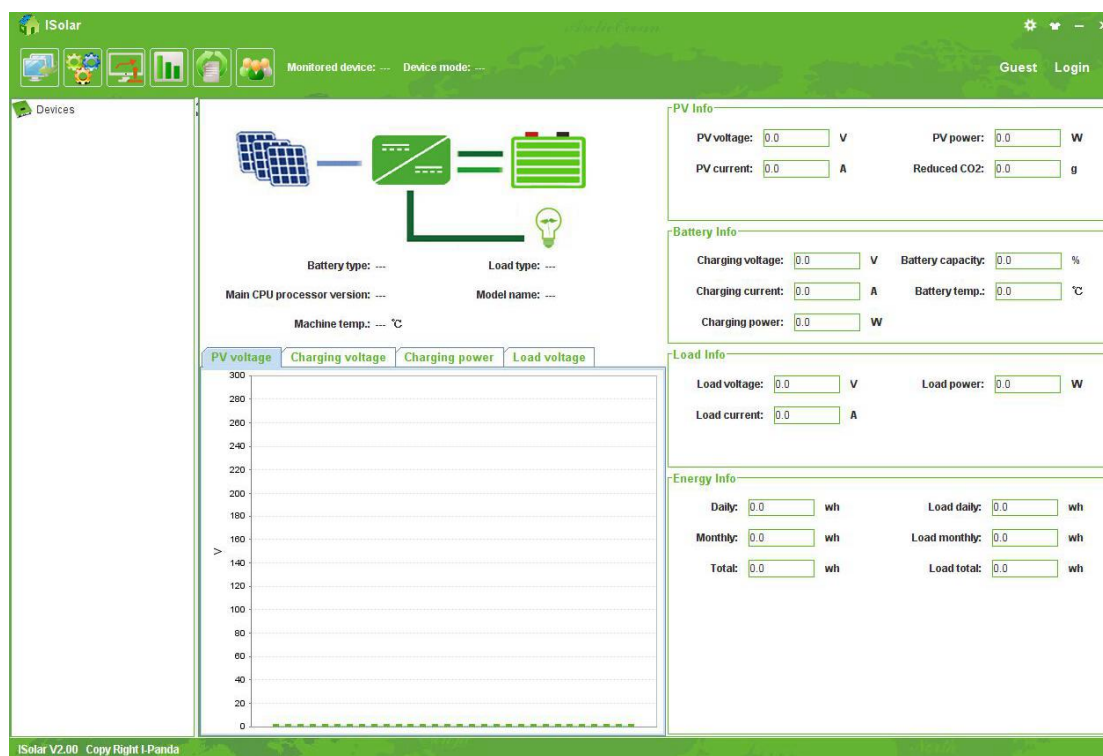 ISolar
Monitored device: --- Device mode: ---
Guest Login
Devices
Battery type: --- Load type: ---
Main CPU processor version: --- Model name: ---
Machine temp.: --- ℃
PV voltage Charging voltage Charging power Load voltage
300
280
260
240
220
200
180
160
V
140
120
100
80
60
40
20
0
PV Info
PV voltage: 0.0 V PV power: 0.0 W
PV current: 0.0 A Reduced CO2: 0.0 g
Battery Info
Charging voltage: 0.0 V Battery capacity: 0.0 %
Charging current: 0.0 A Battery temp.: 0.0 ℃
Charging power: 0.0 W
Load Info
Load voltage: 0.0 V Load power: 0.0 W
Load current: 0.0 A
Energy Info
Daily: 0.0 wh Load daily: 0.0 wh
Monthly: 0.0 wh Load monthly: 0.0 wh
Total: 0.0 wh Load total: 0.0 wh
ISolar V2.00 Copy Right I-Panda